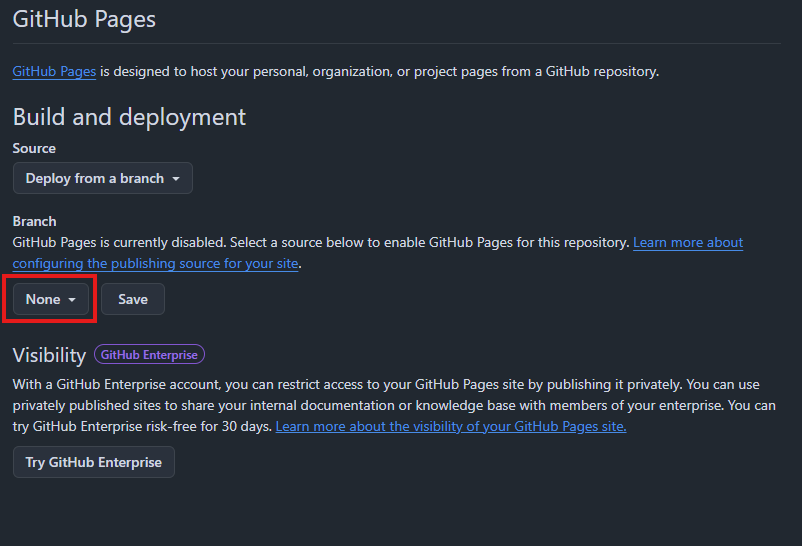 GitHub Pages
GitHub Pages is designed to host your personal, organization, or project pages from a GitHub repository.
Build and deployment
Source
Deploy from a branch
Branch
GitHub Pages is currently disabled. Select a source below to enable GitHub Pages for this repository. Learn more about
configuring the publishing source for your site.
None Save
Visibility GitHub Enterprise
With a GitHub Enterprise account, you can restrict access to your GitHub Pages site by publishing it privately. You can use
privately published sites to share your internal documentation or knowledge base with members of your enterprise. You can
try GitHub Enterprise risk-free for 30 days. Learn more about the visibility of your GitHub Pages site.
Try GitHub Enterprise